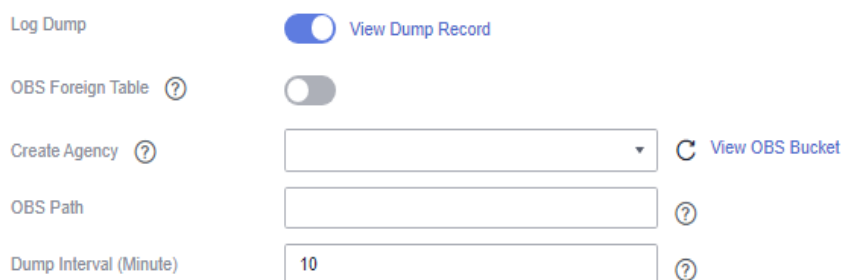 Log Dump View Dump Record
OBS Foreign Table ?
Create Agency ? View OBS Bucket
OBS Path ?
Dump Interval (Minute) 10 ?